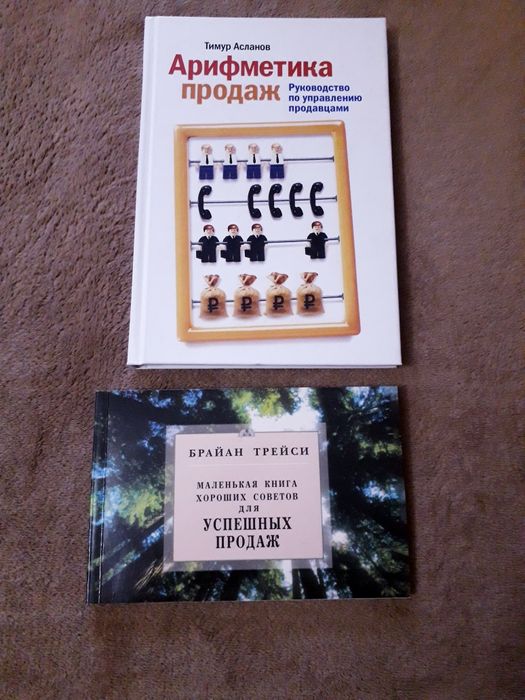 Тимур Асланов
Арифметика
продаж
Руководство
по управлению
продавцами
₽ ₽ ₽ ₽
БРАЙАН ТРЕЙСИ
МАЛЕНЬКАЯ КНИГА
ХОРОШИХ СОВЕТОВ
ДЛЯ
УСПЕШНЫХ
ПРОДАЖ